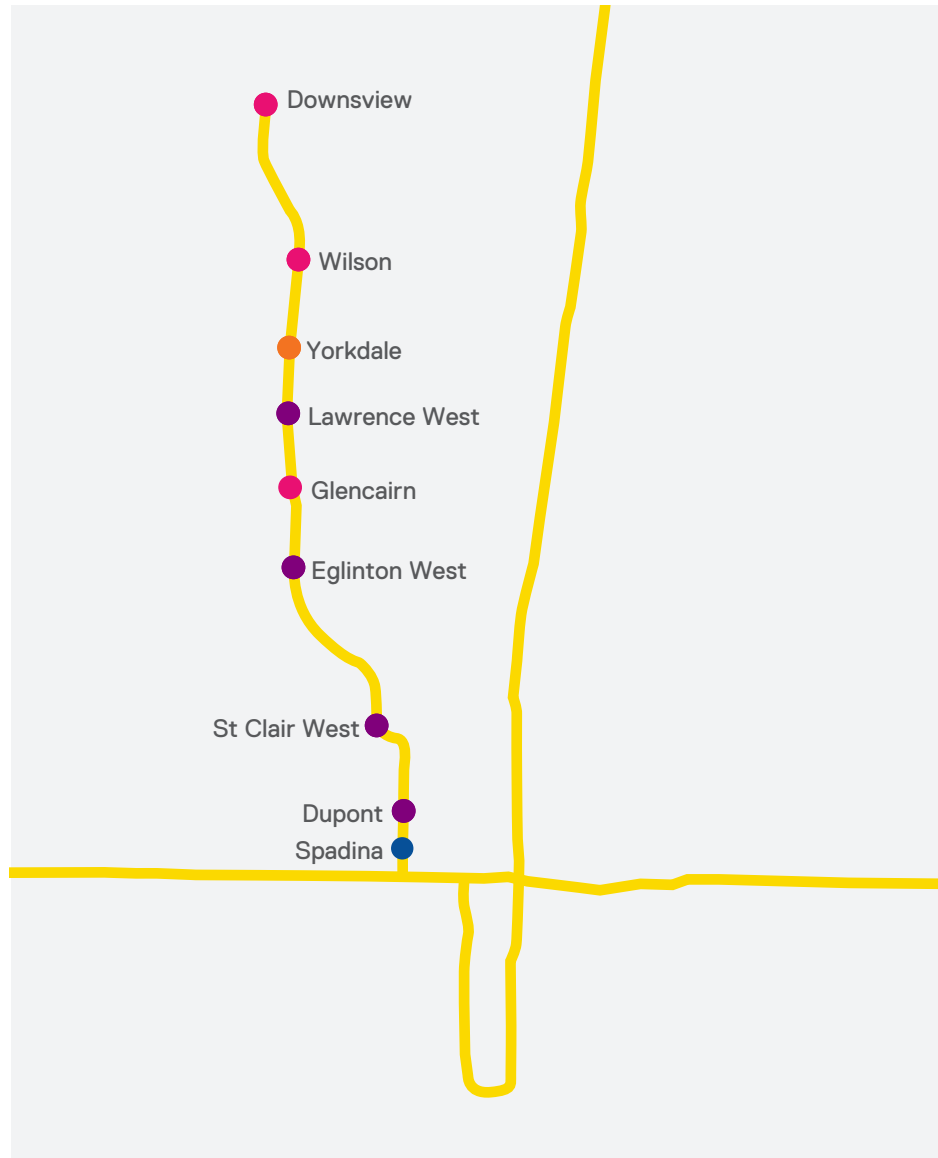 Downsview
Wilson
Yorkdale
Lawrence West
Glencairn
Eglinton West
St Clair West
Dupont
Spadina